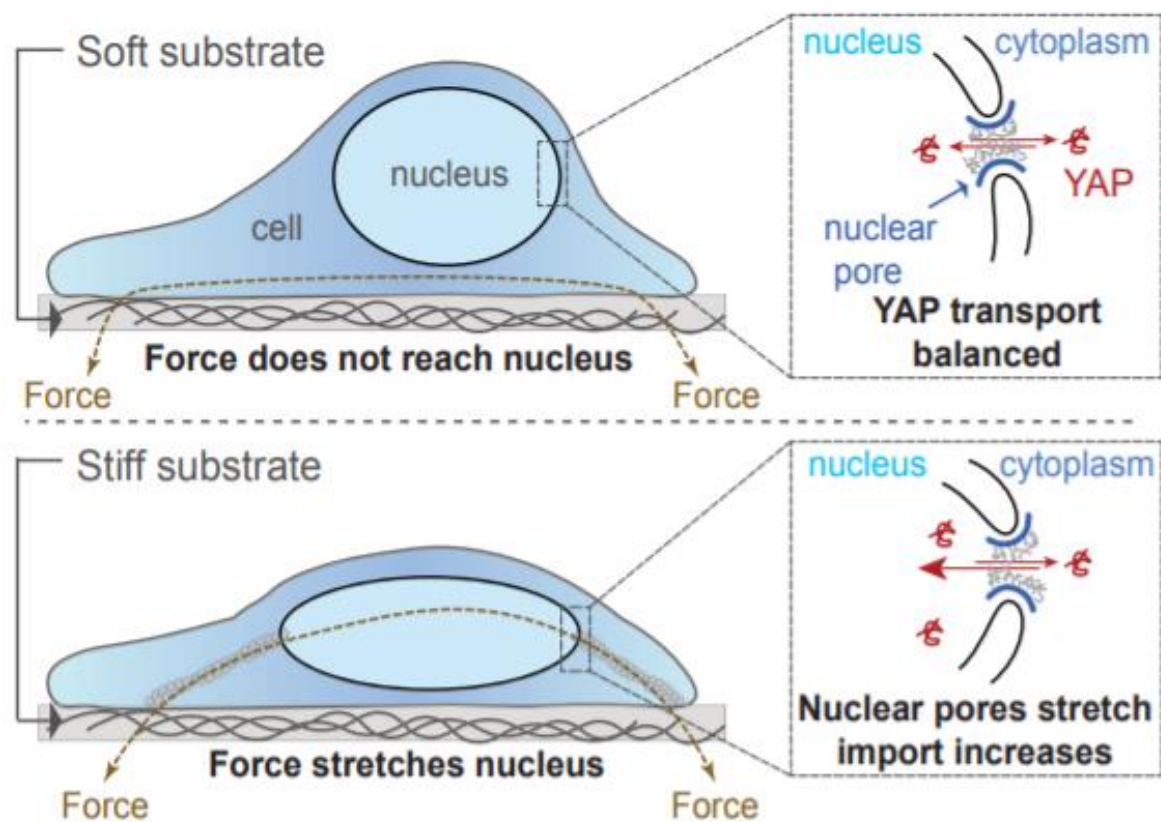 Soft substrate
nucleus
cell
Force does not reach nucleus
Force
Force
nucleus
cytoplasm
YAP
nuclear
pore
YAP transport
balanced
Stiff substrate
Force stretches nucleus
Force
Force
nucleus
cytoplasm
Nuclear pores stretch
import increases